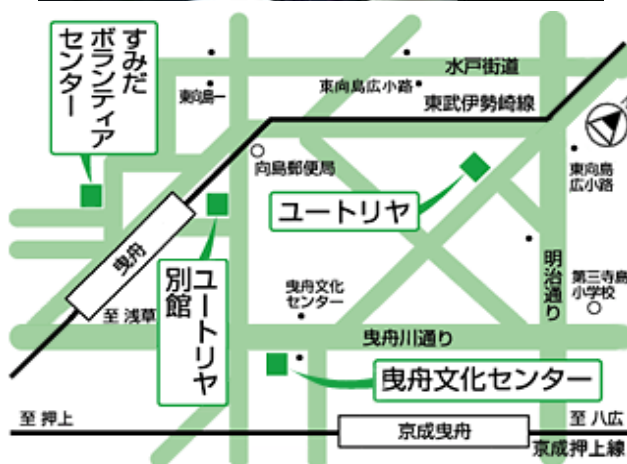 すみだ
ボランティア
センター
東向島一
東向島広小路
水戸街道
東武伊勢崎線
向島郵便局
東向島
広小路
ユートリヤ
曳舟
ユートリヤ
別館
明治通り
第三寺島
小学校
曳舟文化
センター
至 浅草
曳舟川通り
曳舟文化センター
至 押上
京成曳舟
至 八広
京成押上線